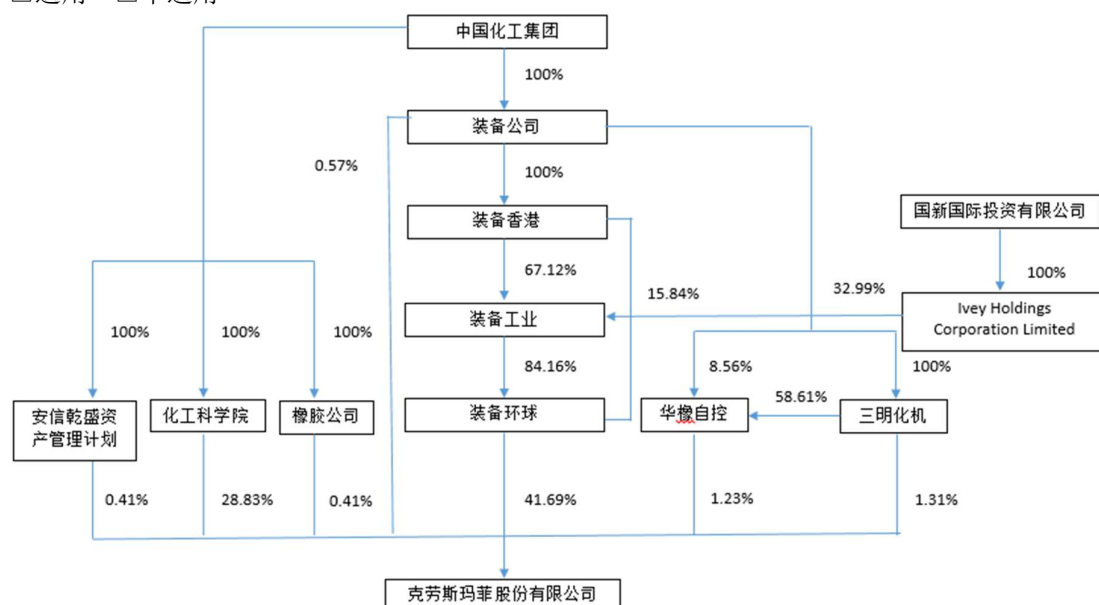 中国化工集团
100%
装备公司
0.57%
100%
装备香港
国新国际投资有限公司
67.12%
100%
15.84%
32.99%
装备工业
Ivey Holdings
Corporation Limited
100%
100%
100%
84.16%
8.56%
100%
58.61%
安信乾盛资
产管理计划
化工科学院
橡胶公司
装备环球
华橡自控
三明化机
0.41%
28.83%
0.41%
41.69%
1.23%
1.31%
克劳斯玛菲股份有限公司